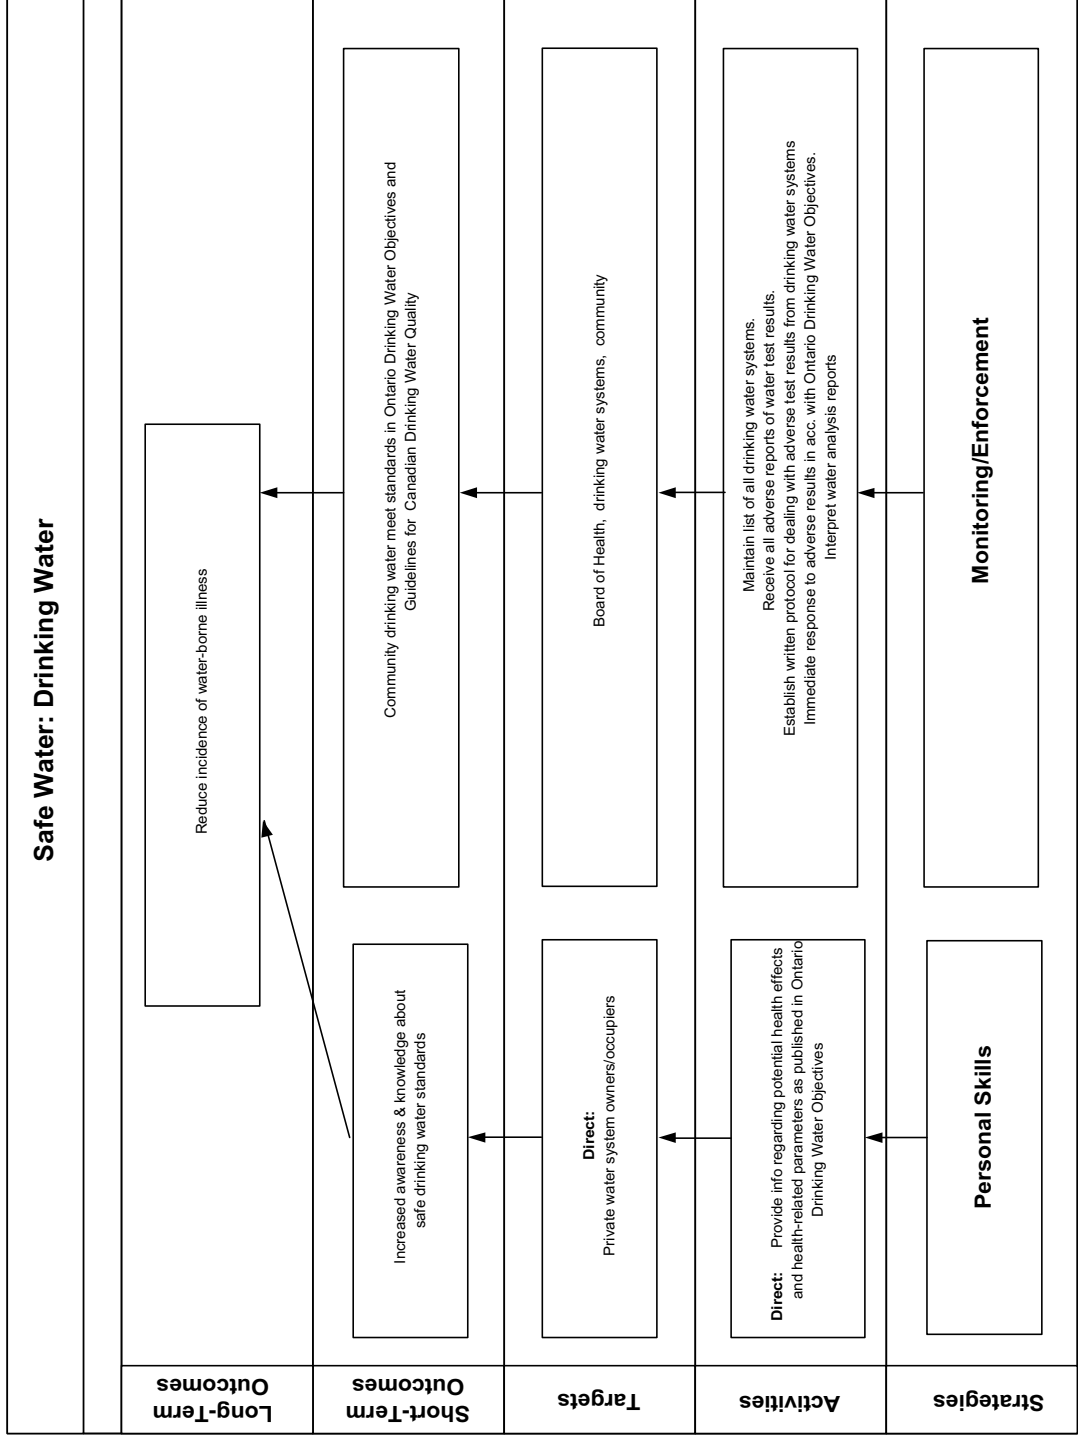 Safe Water: Drinking Water
Long-Term
Outcomes
Reduce incidence of water-borne illness
Short-Term
Outcomes
Increased awareness & knowledge about
safe drinking water standards
Community drinking water meet standards in Ontario Drinking Water Objectives and
Guidelines for Canadian Drinking Water Quality
Targets
Direct:
Private water system owners/occupiers
Board of Health, drinking water systems, community
Activities
Direct: Provide info regarding potential health effects
and health-related parameters as published in Ontario
Drinking Water Objectives
Maintain list of all drinking water systems.
Receive all adverse reports of water test results.
Establish written protocol for dealing with adverse test results from drinking water systems
Immediate response to adverse results in acc. with Ontario Drinking Water Objectives.
Interpret water analysis reports
Strategies
Personal Skills
Monitoring/Enforcement